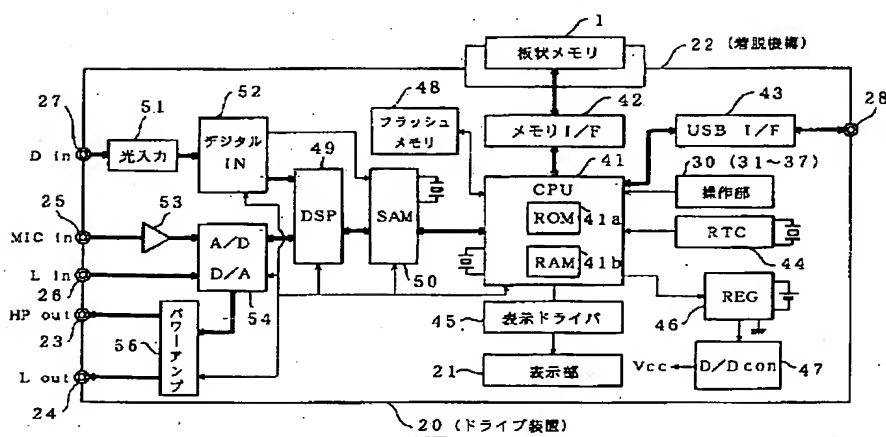 1
板状メモリ
22 (着脱機構)
27
51
52
48
42
43
28
フラッシュ
メモリ
メモリ I/F
USB I/F
D in
光入力
デジタル
IN
49
41
30 (31～37)
CPU
操作部
25
53
DSP
SAM
ROM
41a
RTC
MIC in
A/D
D/A
RAM
41b
44
L in
26
50
REG
HP out
54
45
表示ドライバ
46
23
56
パワーアンプ
Vcc
D/Dcon
47
L out
21
表示部
24
20 (ドライブ装置)